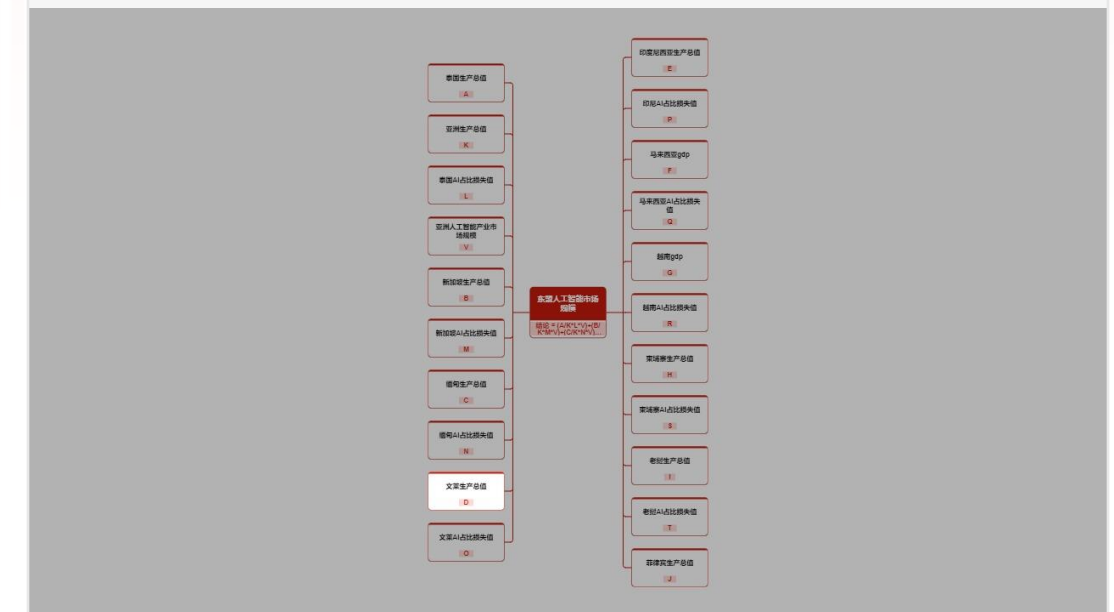 泰国生产总值
A
亚洲生产总值
K
泰国AI占比损失值
L
亚洲人工智能产业市
场规模
V
新加坡生产总值
B
新加坡AI占比损失值
M
缅甸生产总值
C
缅甸AI占比损失值
N
文莱生产总值
D
文莱AI占比损失值
O
东盟人工智能市场
规模
结论 = (A/K*L*V)+(B/
K*M*V)+(C/K*N*V)...
印度尼西亚生产总值
E
印尼AI占比损失值
P
马来西亚gdp
F
马来西亚AI占比损失
值
Q
越南gdp
G
越南AI占比损失值
R
柬埔寨生产总值
H
柬埔寨AI占比损失值
S
老挝生产总值
I
老挝AI占比损失值
T
菲律宾生产总值
J